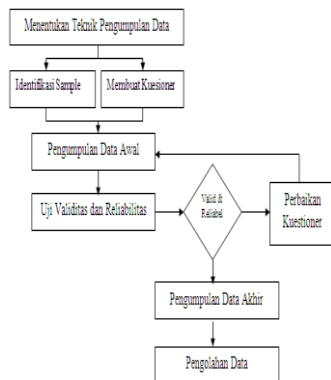 Menentukan Teknik Pengumpulan Data
Identifikasi Sample
Membuat Kuesioner
Pengumpulan Data Awal
Uji Validitas dan Reliabilitas
Valid &
Reliabel
Perbaikan
Kuestioner
Pengumpulan Data Akhir
Pengolahan Data